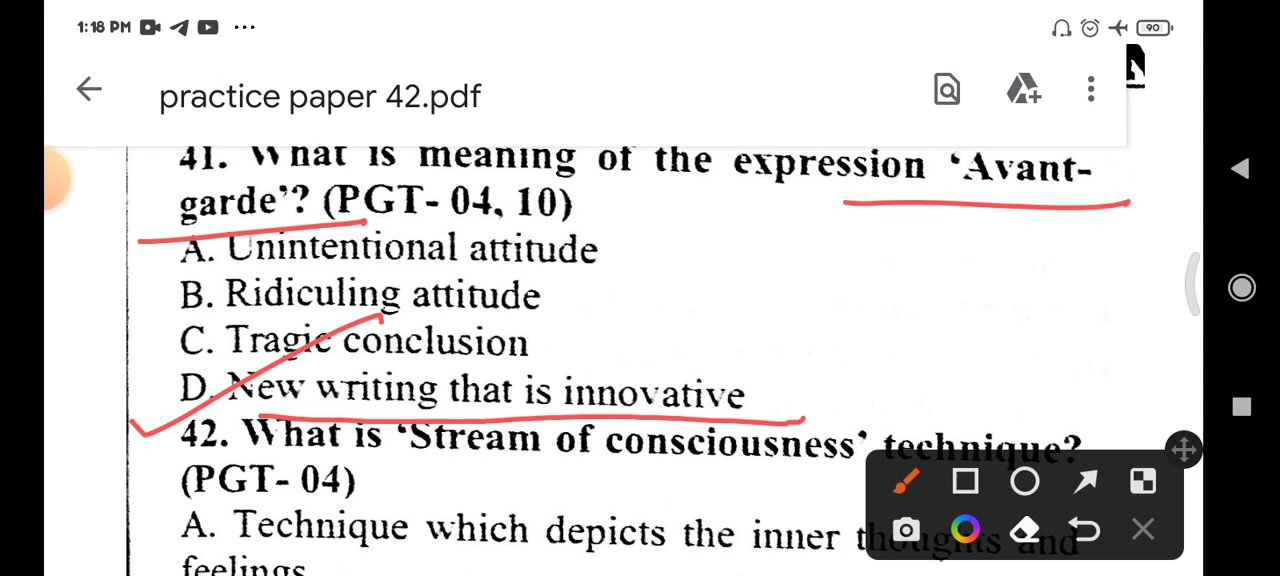 1:18 PM ... 90
practice paper 42.pdf
41. What is meaning of the expression ‘Avant-
garde’? (PGT- 04, 10)
A. Unintentional attitude
B. Ridiculing attitude
C. Tragic conclusion
D. New writing that is innovative
42. What is ‘Stream of consciousness’ technique?
(PGT- 04)
A. Technique which depicts the inner thoughts and
feelings